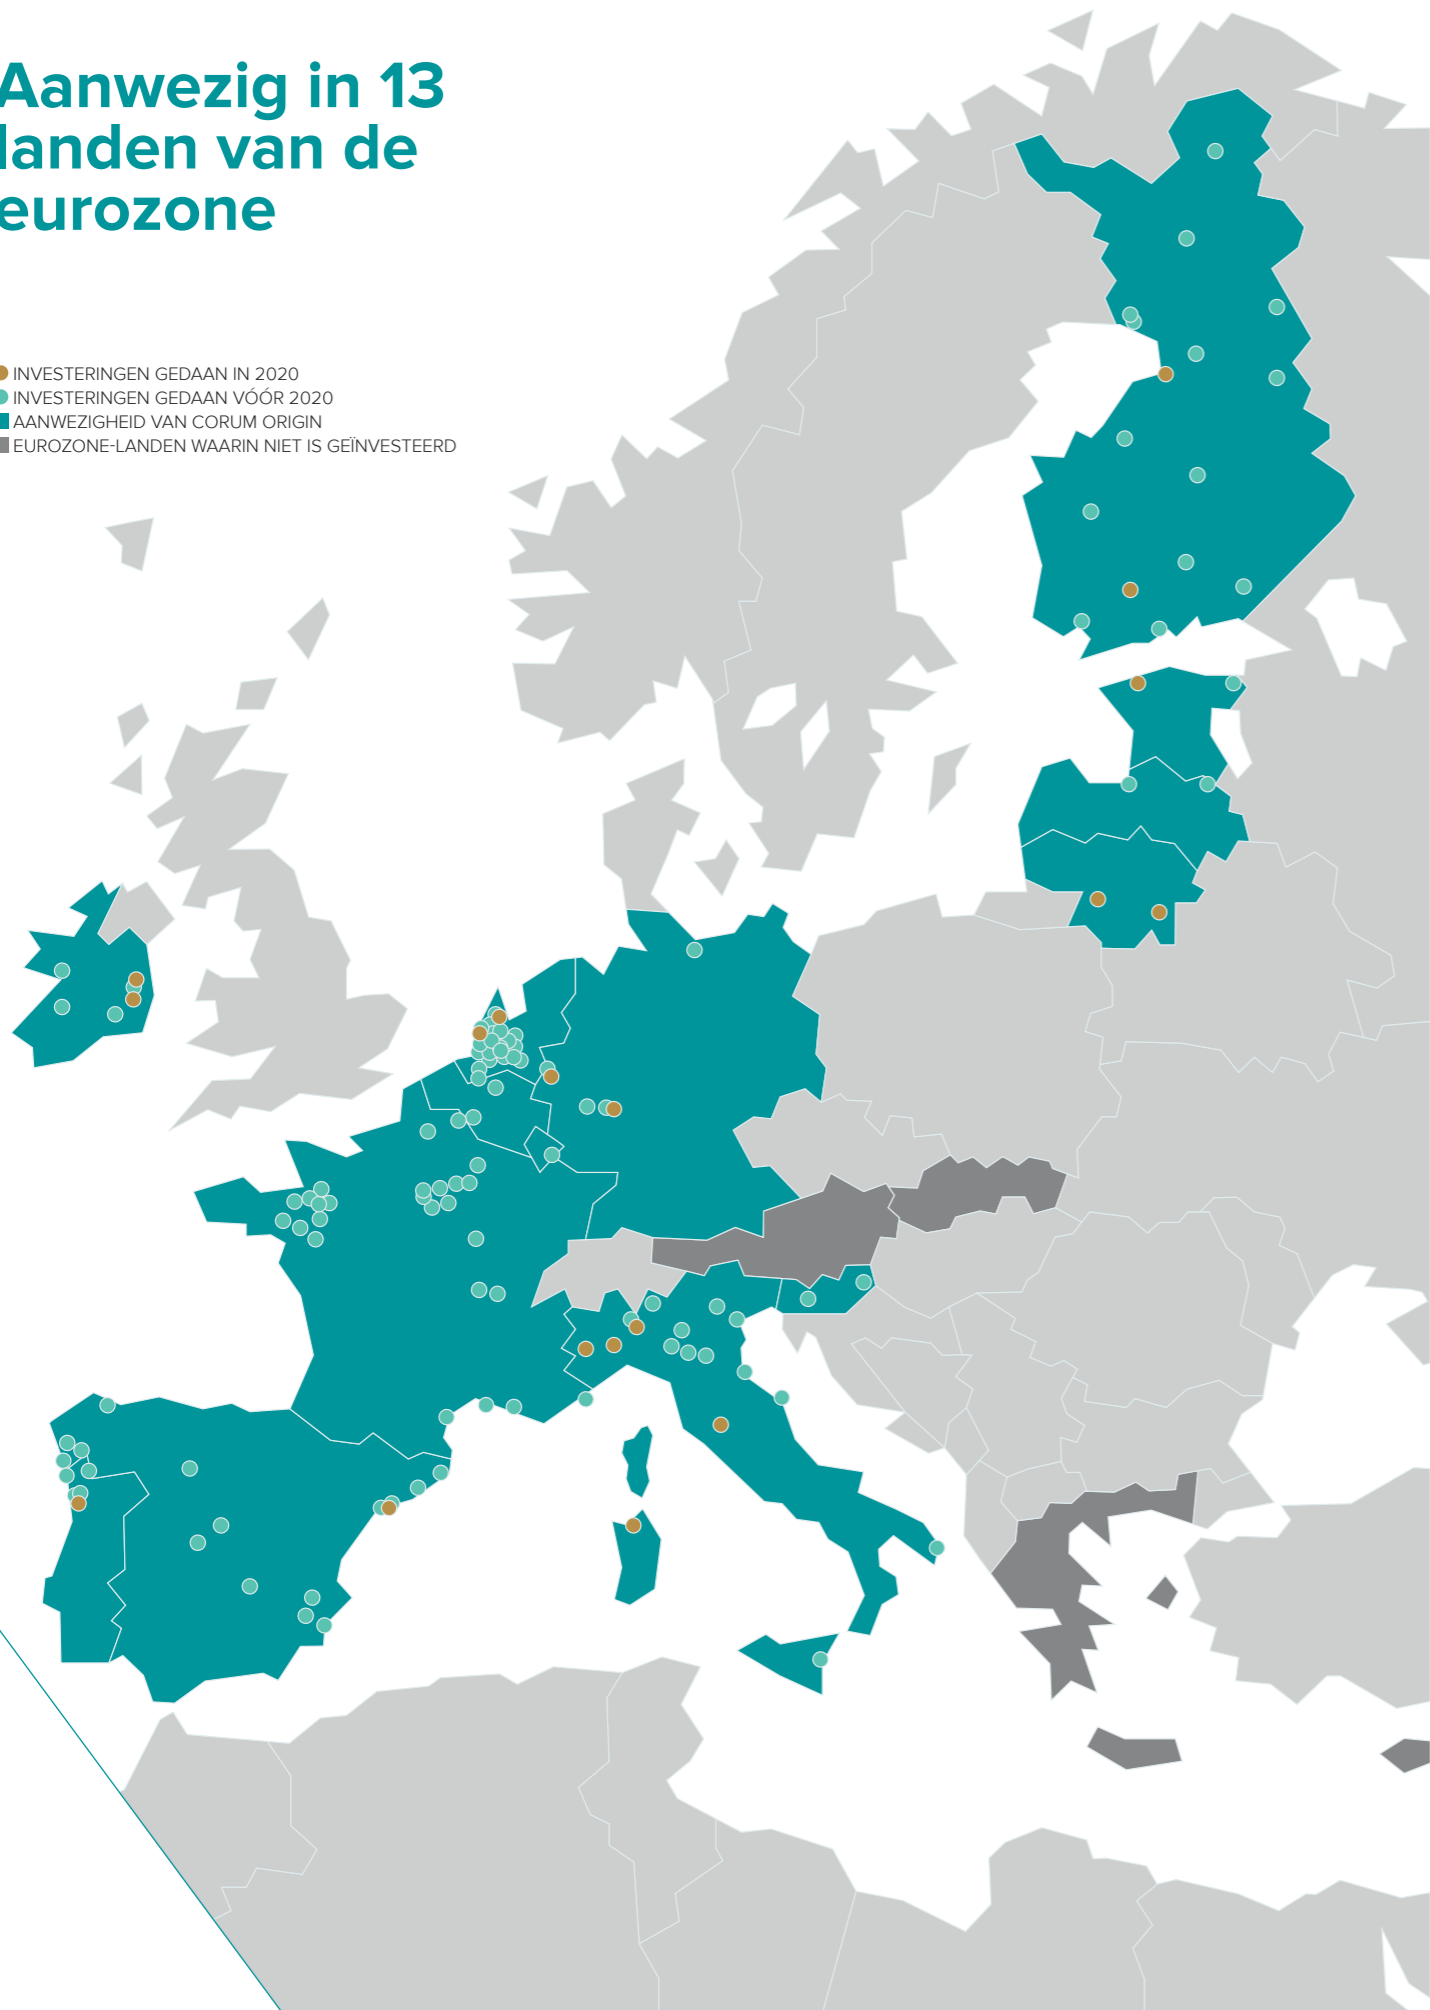 Aanwezig in 13
landen van de
eurozone
INVESTERINGEN GEDAAN IN 2020
INVESTERINGEN GEDAAN VÓÓR 2020
AANWEZIGHEID VAN CORUM ORIGIN
EUROZONE-LANDEN WAARIN NIET IS GEÏNVESTEERD